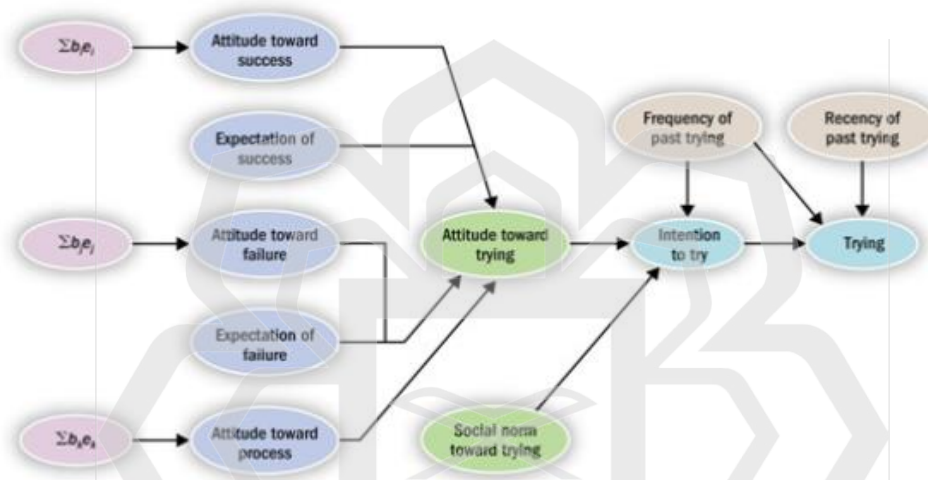 Σbᵢeᵢ
Attitude toward
success
Expectation of
success
Frequency of
past trying
Recency of
past trying
Σbⱼeⱼ
Attitude toward
failure
Attitude toward
trying
Intention
to try
Trying
Expectation of
failure
Σbₖeₖ
Attitude toward
process
Social norm
toward trying